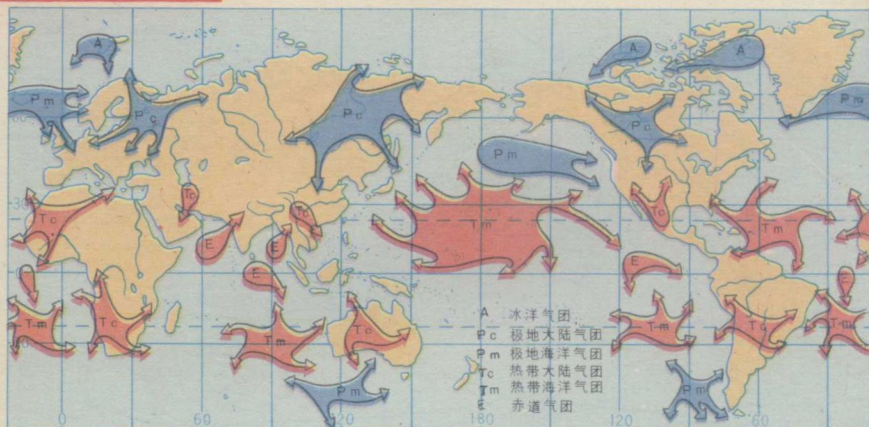 A A A
Pm Pc Pc Pc Pm
60
Pm
Tc Tc Tc Tc
30
Tm Tm
E E E E E
Tm Tc Tm Tc Tm Tc Tm
Pm Pm
A 冰洋气团
Pc 极地大陆气团
Pm 极地海洋气团
Tc 热带大陆气团
Tm 热带海洋气团
E 赤道气团
0 60 120 180 120 60